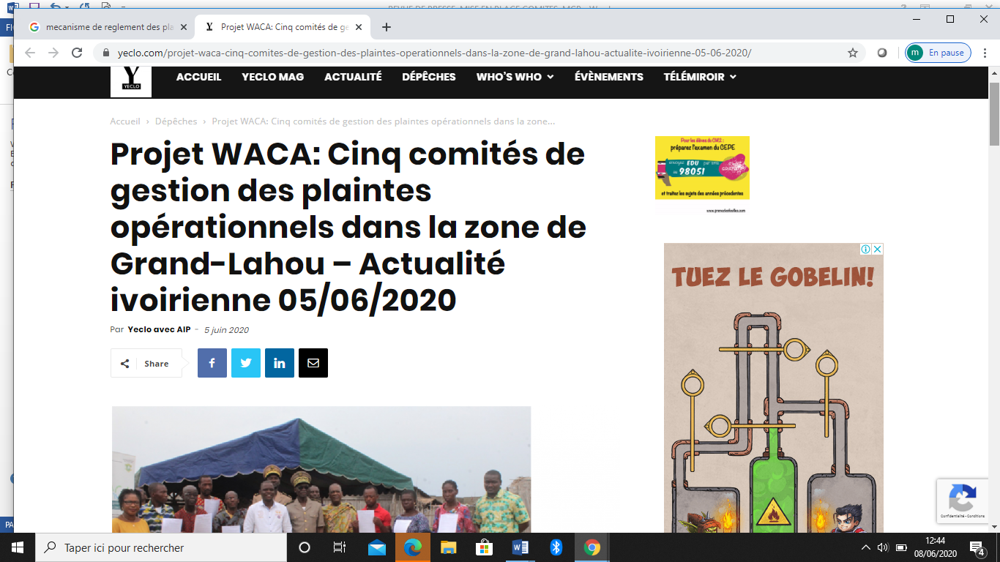 REVUE DE PRESSE_MISE EN PLACE COMITES_MGP - Word
mecanisme de reglement des pla
Projet WACA: Cinq comités de ge
yeclo.com/projet-waca-cinq-comites-de-gestion-des-plaintes-operationnels-dans-la-zone-de-grand-lahou-actualite-ivoirienne-05-06-2020/
m
En pause
Y
YECLO
ACCUEIL YECLO MAG ACTUALITÉ DÉPÊCHES WHO'S WHO ÉVÈNEMENTS TÉLÉMIROIR
Accueil › Dépêches › Projet WACA: Cinq comités de gestion des plaintes opérationnels dans la zone...
Projet WACA: Cinq comités de
gestion des plaintes
opérationnels dans la zone de
Grand-Lahou – Actualité
ivoirienne 05/06/2020
Par Yeclo avec AIP - 5 juin 2020
Share
Pour les élèves du CM2 :
préparez l'examen du CEPE
envoyez EDU par sms
au 98051
GRATUIT
et traitez les sujets des années précédentes
TUEZ LE GOBELIN!
Confidentialité - Conditions
Taper ici pour rechercher
12:44
08/06/2020
4